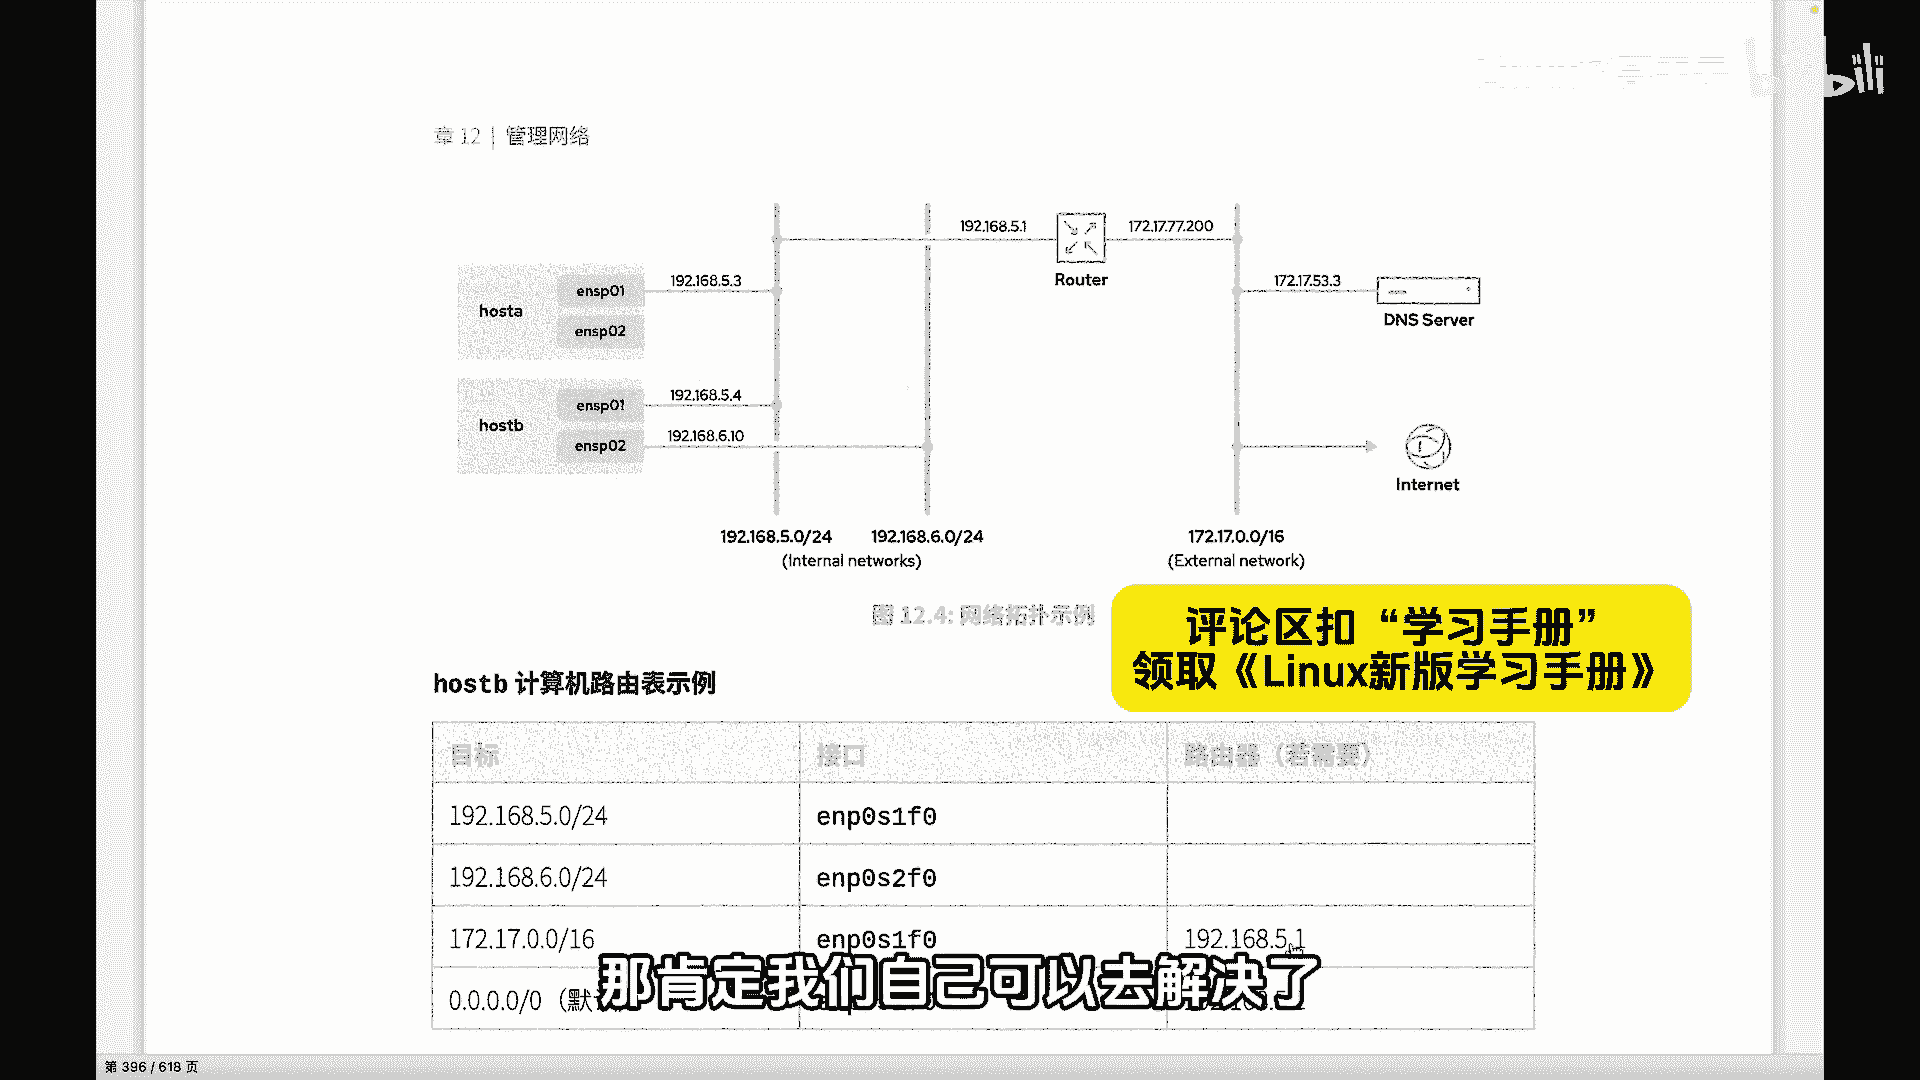 bili
章 12 | 管理网络
192.168.5.1
172.17.77.200
Router
192.168.5.3
172.17.53.3
hosta
ensp01
ensp02
DNS Server
192.168.5.4
hostb
ensp01
192.168.6.10
ensp02
Internet
192.168.5.0/24
192.168.6.0/24
172.17.0.0/16
(Internal networks)
(External network)
图 12.4: 网络拓扑示例
评论区扣“学习手册”
领取《Linux新版学习手册》
hostb 计算机路由表示例
目标 接口 路由器（若需要）
192.168.5.0/24 enp0s1f0
192.168.6.0/24 enp0s2f0
172.17.0.0/16 enp0s1f0 192.168.5.1
0.0.0.0/0（默
那肯定我们自己可以去解决了
第 396 / 618 页